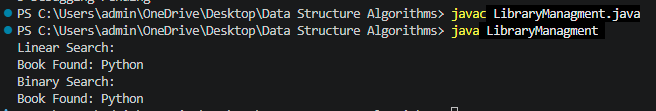 PS C:\Users\admin\OneDrive\Desktop\Data Structure Algorithms> javac LibraryManagment.java
PS C:\Users\admin\OneDrive\Desktop\Data Structure Algorithms> java LibraryManagment
Linear Search:
Book Found: Python
Binary Search:
Book Found: Python